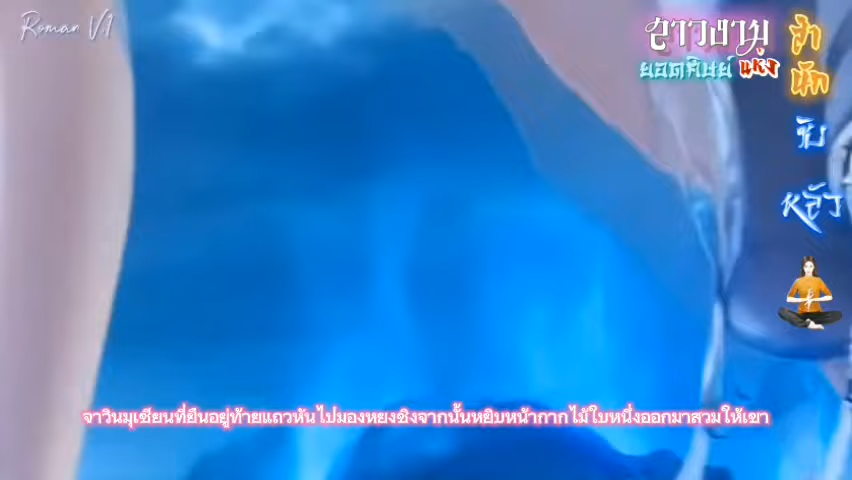 Roman V.1
ขาวงาม
ยอดศิษย์ แห่ง
สำ
นัก
หลัว
จาวินมุเซียนที่ยืนอยู่ท้ายแถวหันไปมองหยงชิงจากนั้นหยิบหน้ากากไม้ใบหนึ่งออกมาสวมให้เขา